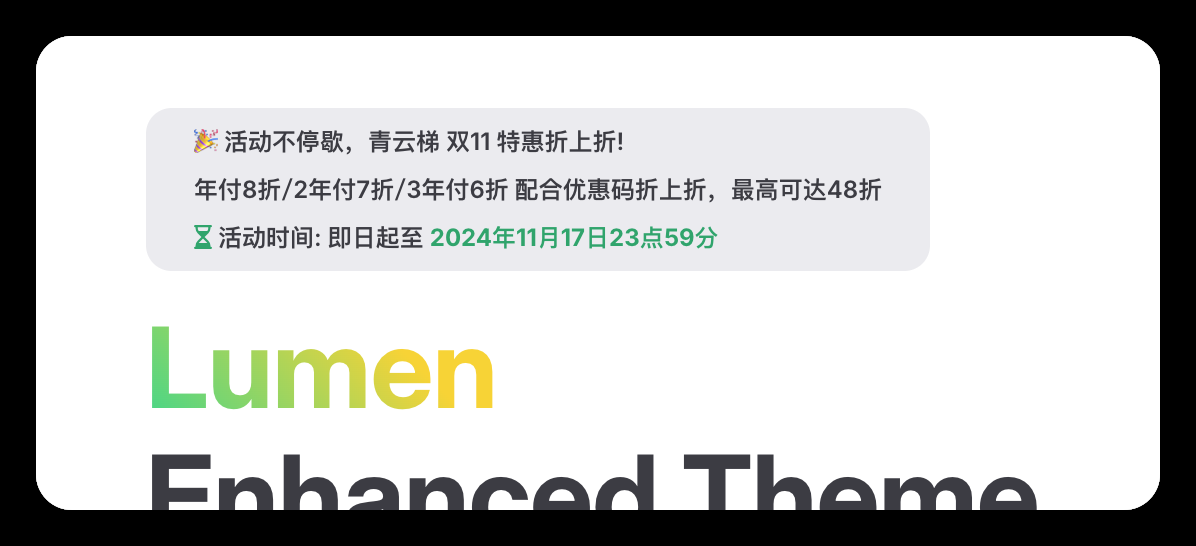 🎉 活动不停歇，青云梯 双11 特惠折上折!
年付8折/2年付7折/3年付6折 配合优惠码折上折，最高可达48折
活动时间: 即日起至 2024年11月17日23点59分
Lumen
Enhanced Theme